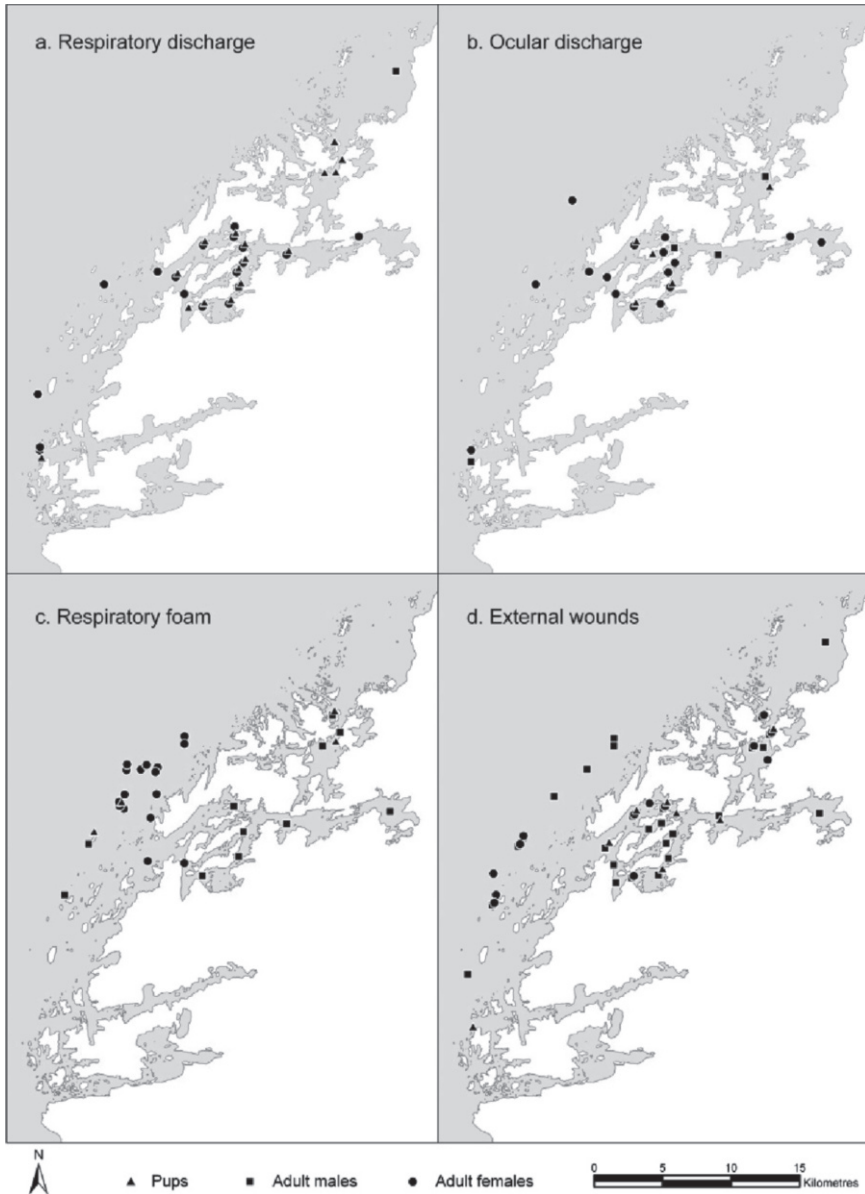 a. Respiratory discharge
b. Ocular discharge
c. Respiratory foam
d. External wounds
N
Pups
Adult males
Adult females
0 5 10 15
Kilometres